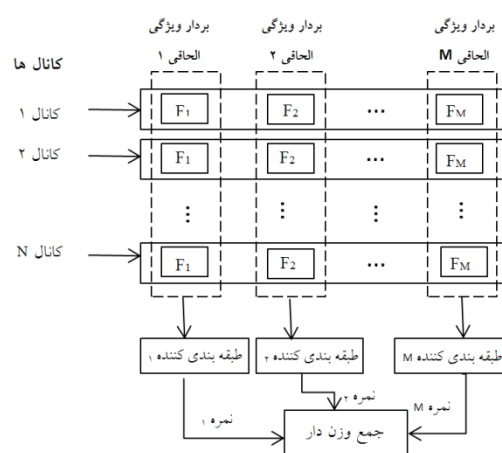 بردار ویژگی
الحاقی ۱
بردار ویژگی
الحاقی ۲
بردار ویژگی
الحاقی M
کانال ها
کانال ۱
F1
F2
...
FM
کانال ۲
F1
F2
...
FM
...
...
...
...
کانال N
F1
F2
...
FM
طبقه بندی کننده ۱
طبقه بندی کننده ۲
طبقه بندی کننده M
نمره ۱
نمره ۲
نمره M
جمع وزن دار